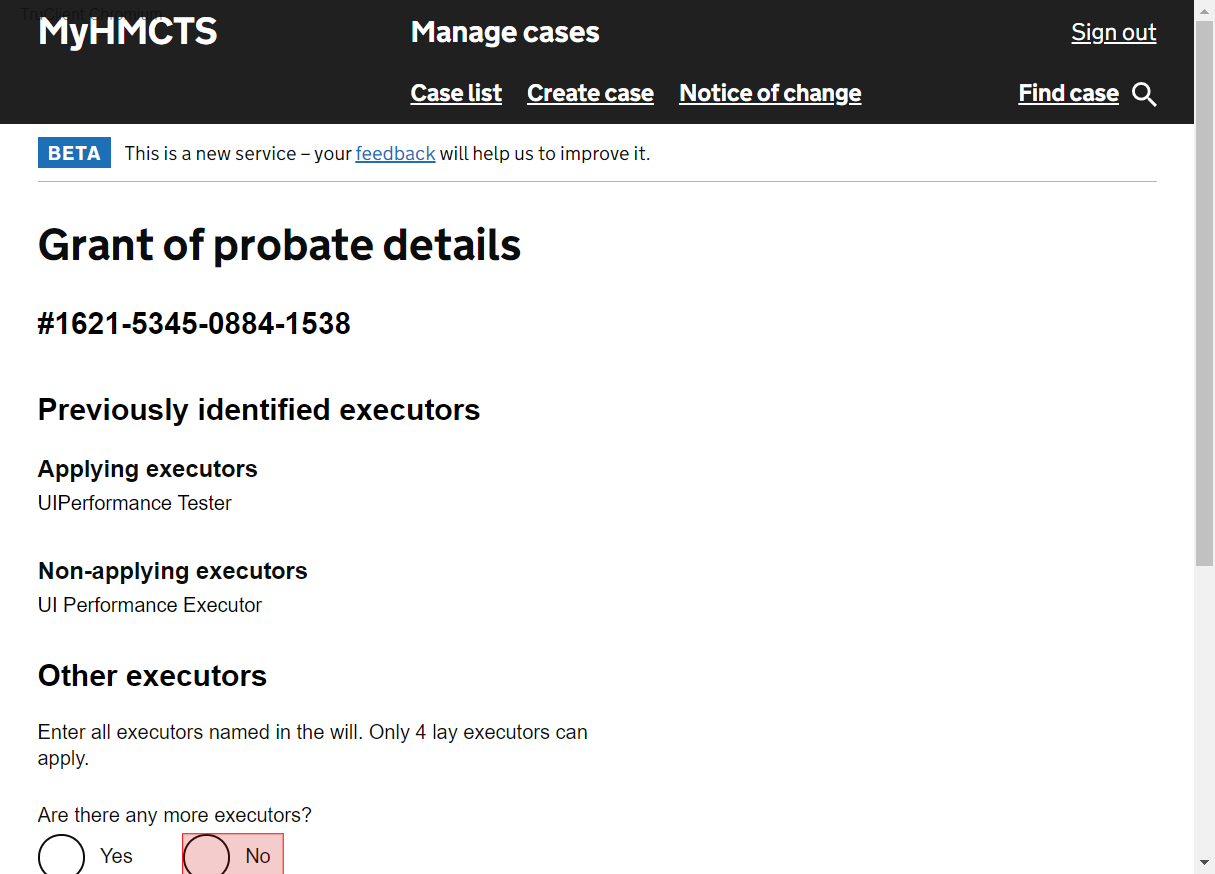 TruClient Chromium
MyHMCTS
Manage cases
Sign out
Case list Create case Notice of change Find case
BETA This is a new service – your feedback will help us to improve it.
Grant of probate details
#1621-5345-0884-1538
Previously identified executors
Applying executors
UIPerformance Tester
Non-applying executors
UI Performance Executor
Other executors
Enter all executors named in the will. Only 4 lay executors can
apply.
Are there any more executors?
Yes No